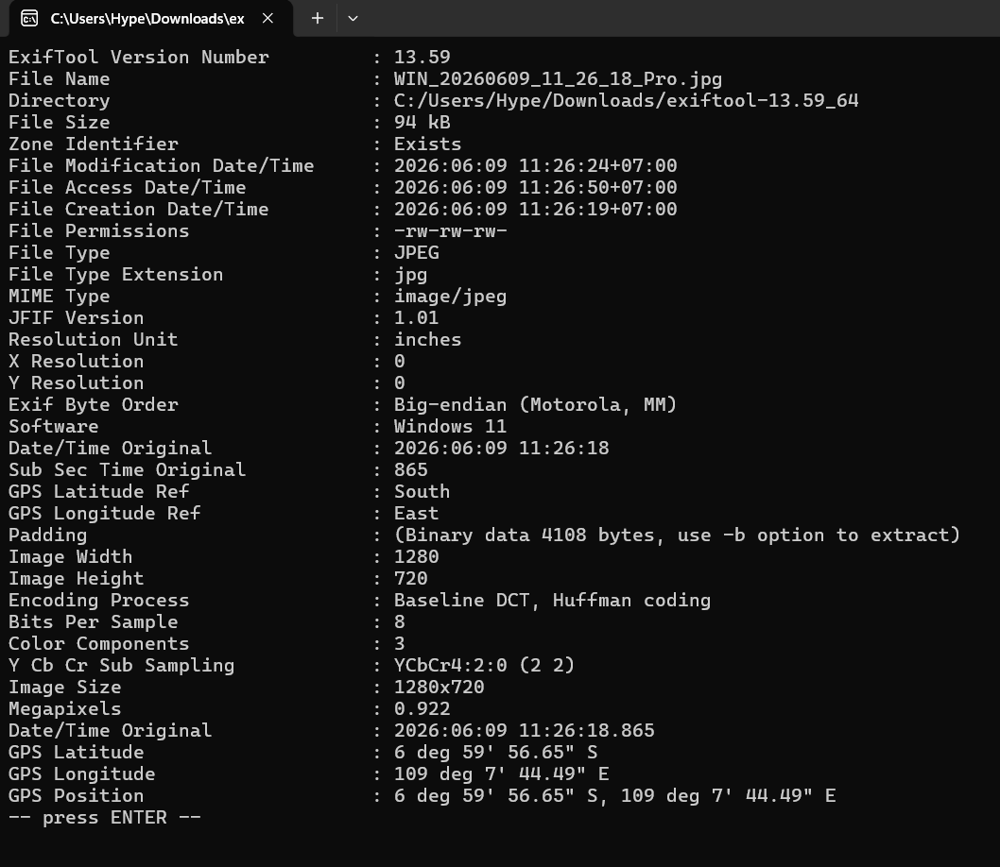 C:\Users\Hype\Downloads\ex
ExifTool Version Number : 13.59
File Name : WIN_20260609_11_26_18_Pro.jpg
Directory : C:/Users/Hype/Downloads/exiftool-13.59_64
File Size : 94 kB
Zone Identifier : Exists
File Modification Date/Time : 2026:06:09 11:26:24+07:00
File Access Date/Time : 2026:06:09 11:26:50+07:00
File Creation Date/Time : 2026:06:09 11:26:19+07:00
File Permissions : -rw-rw-rw-
File Type : JPEG
File Type Extension : jpg
MIME Type : image/jpeg
JFIF Version : 1.01
Resolution Unit : inches
X Resolution : 0
Y Resolution : 0
Exif Byte Order : Big-endian (Motorola, MM)
Software : Windows 11
Date/Time Original : 2026:06:09 11:26:18
Sub Sec Time Original : 865
GPS Latitude Ref : South
GPS Longitude Ref : East
Padding : (Binary data 4108 bytes, use -b option to extract)
Image Width : 1280
Image Height : 720
Encoding Process : Baseline DCT, Huffman coding
Bits Per Sample : 8
Color Components : 3
Y Cb Cr Sub Sampling : YCbCr4:2:0 (2 2)
Image Size : 1280x720
Megapixels : 0.922
Date/Time Original : 2026:06:09 11:26:18.865
GPS Latitude : 6 deg 59' 56.65" S
GPS Longitude : 109 deg 7' 44.49" E
GPS Position : 6 deg 59' 56.65" S, 109 deg 7' 44.49" E
-- press ENTER --